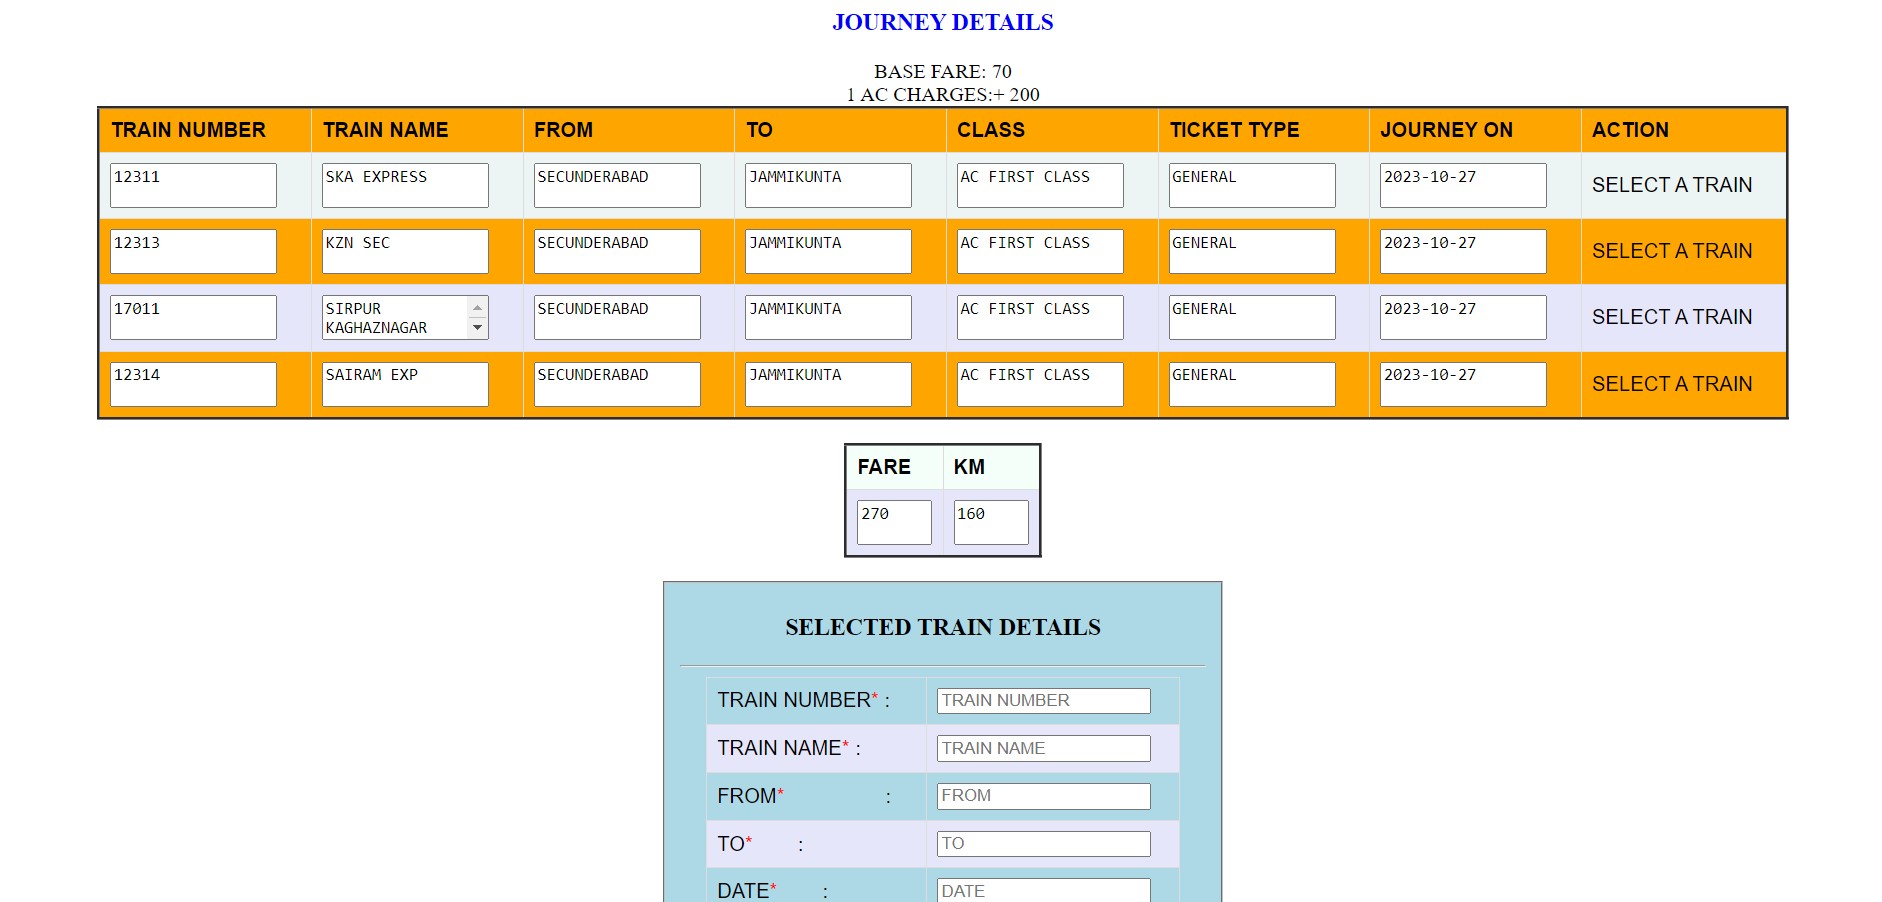 JOURNEY DETAILS
BASE FARE: 70
1 AC CHARGES:+ 200
TRAIN NUMBER TRAIN NAME FROM TO CLASS TICKET TYPE JOURNEY ON ACTION
12311 SKA EXPRESS SECUNDERABAD JAMMIKUNTA AC FIRST CLASS GENERAL 2023-10-27 SELECT A TRAIN
12313 KZN SEC SECUNDERABAD JAMMIKUNTA AC FIRST CLASS GENERAL 2023-10-27 SELECT A TRAIN
17011 SIRPUR KAGHAZNAGAR SECUNDERABAD JAMMIKUNTA AC FIRST CLASS GENERAL 2023-10-27 SELECT A TRAIN
12314 SAIRAM EXP SECUNDERABAD JAMMIKUNTA AC FIRST CLASS GENERAL 2023-10-27 SELECT A TRAIN
FARE KM
270 160
SELECTED TRAIN DETAILS
TRAIN NUMBER* : TRAIN NUMBER
TRAIN NAME* : TRAIN NAME
FROM* : FROM
TO* : TO
DATE* : DATE